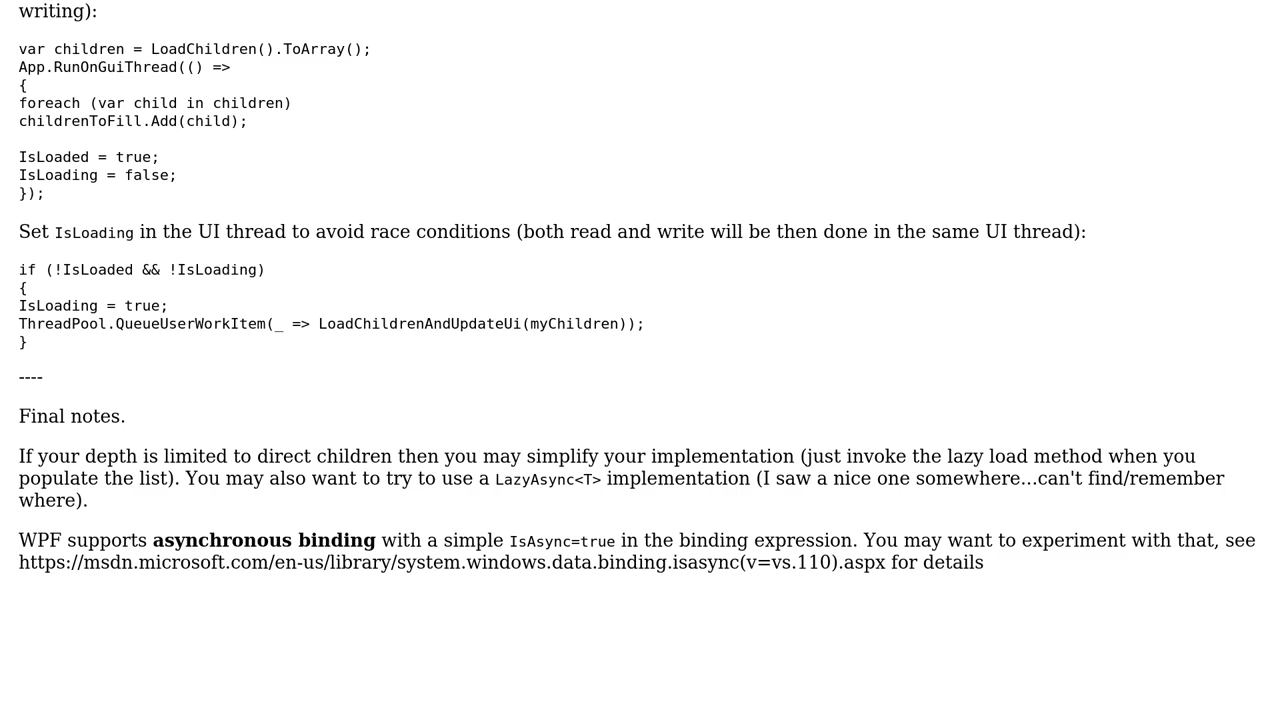 writing):
var children = LoadChildren().ToArray();
App.RunOnGuiThread(() =>
{
foreach (var child in children)
childrenToFill.Add(child);
IsLoaded = true;
IsLoading = false;
});
Set IsLoading in the UI thread to avoid race conditions (both read and write will be then done in the same UI thread):
if (!IsLoaded && !IsLoading)
{
IsLoading = true;
ThreadPool.QueueUserWorkItem(_ => LoadChildrenAndUpdateUi(myChildren));
}
----
Final notes.
If your depth is limited to direct children then you may simplify your implementation (just invoke the lazy load method when you
populate the list). You may also want to try to use a LazyAsync<T> implementation (I saw a nice one somewhere...can't find/remember
where).
WPF supports asynchronous binding with a simple IsAsync=true in the binding expression. You may want to experiment with that, see
https://msdn.microsoft.com/en-us/library/system.windows.data.binding.isasync(v=vs.110).aspx for details